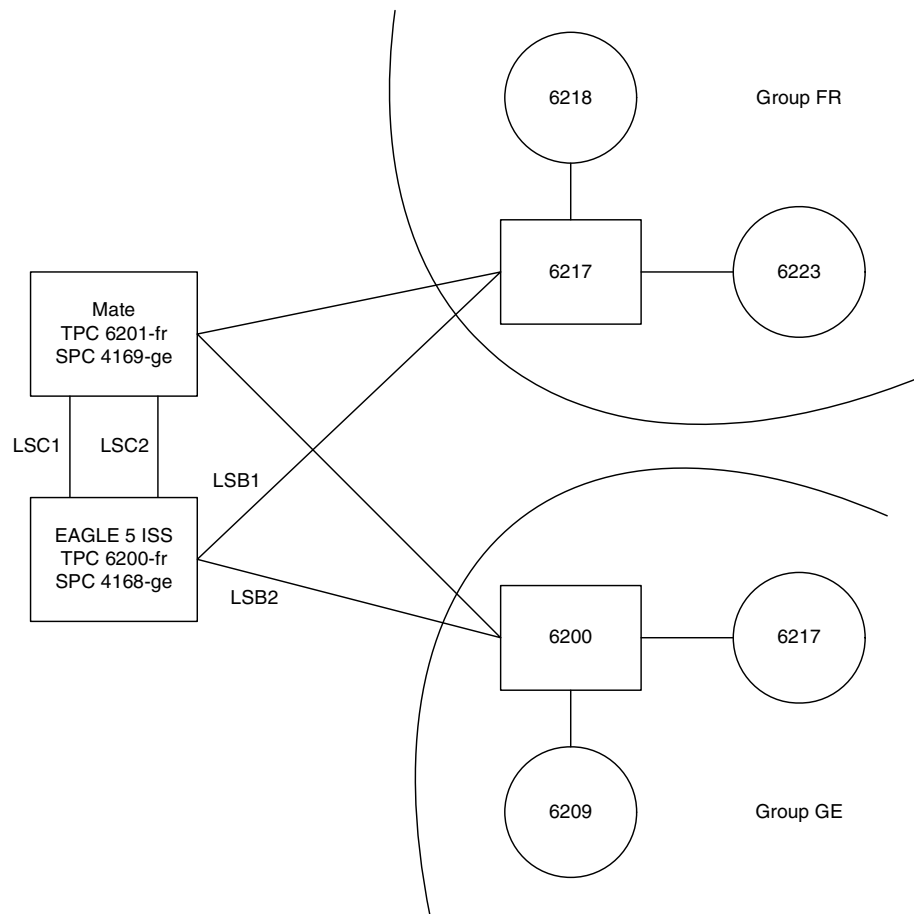 6218
Group FR
6217
6223
Mate
TPC 6201-fr
SPC 4169-ge
LSC1
LSC2
LSB1
EAGLE 5 ISS
TPC 6200-fr
SPC 4168-ge
LSB2
6200
6217
6209
Group GE